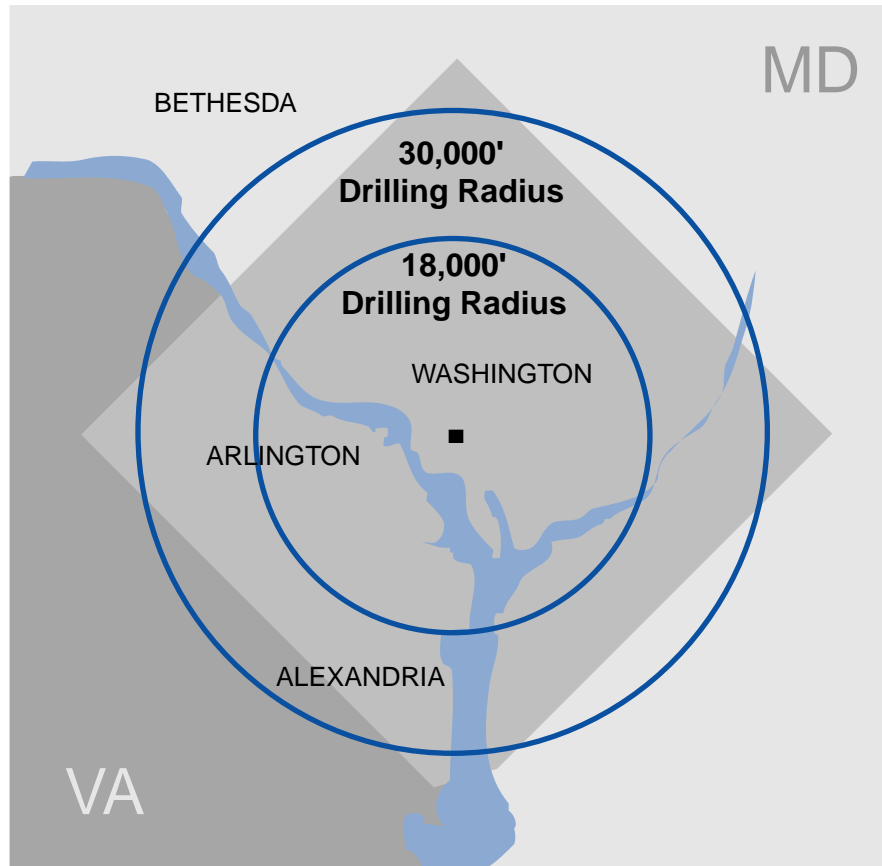 MD
BETHESDA
30,000'
Drilling Radius
18,000'
Drilling Radius
WASHINGTON
ARLINGTON
ALEXANDRIA
VA